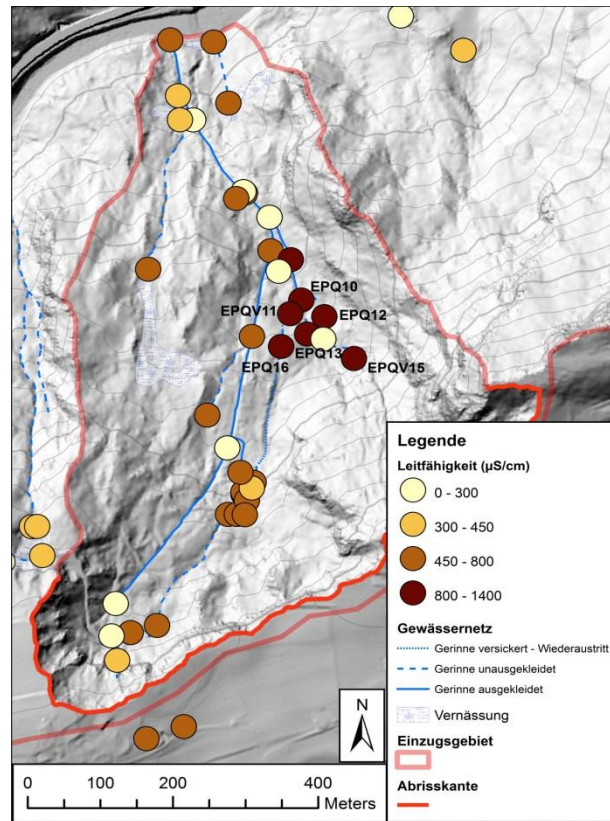 EPQ10
EPQV11
EPQ12
EPQ13
EPQ16
EPQV15
Legende
Leitfähigkeit (µS/cm)
0 - 300
300 - 450
450 - 800
800 - 1400
Gewässernetz
Gerinne versickert - Wiederaustritt
Gerinne unausgekleidet
Gerinne ausgekleidet
Vernässung
Einzugsgebiet
Abrisskante
N
0 100 200 400
Meters